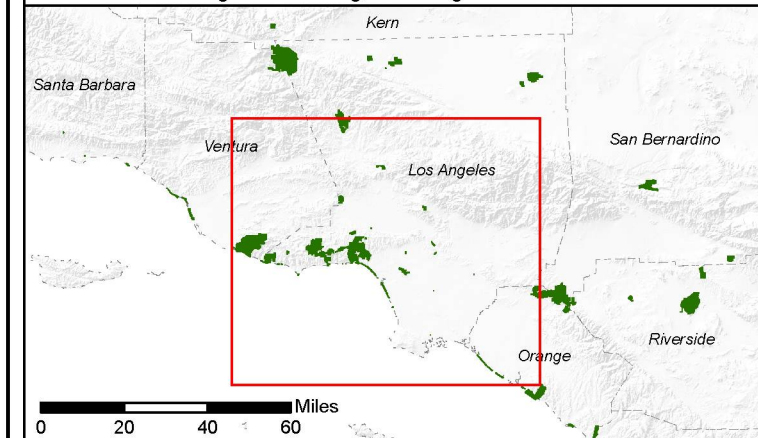 Kern
Santa Barbara
San Bernardino
Ventura
Los Angeles
Riverside
Orange
Miles
0 20 40 60